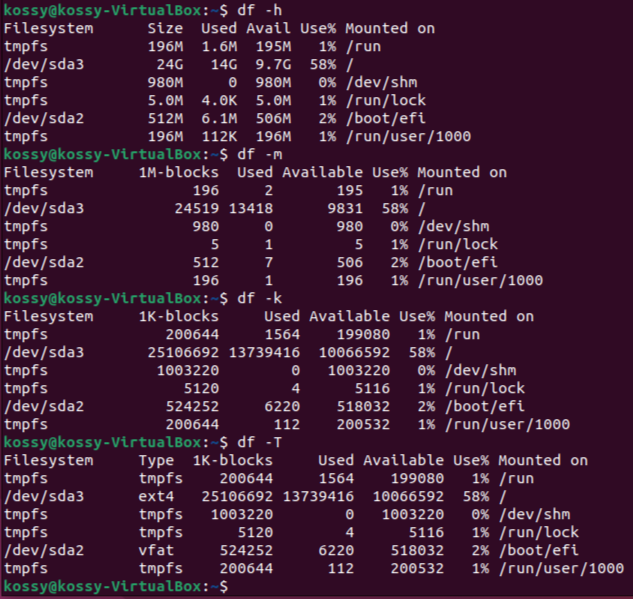 kossy@kossy-VirtualBox:~$ df -h
Filesystem      Size  Used Avail Use% Mounted on
tmpfs           196M  1.6M  195M   1% /run
/dev/sda3        24G   14G  9.7G  58% /
tmpfs           980M     0  980M   0% /dev/shm
tmpfs           5.0M  4.0K  5.0M   1% /run/lock
/dev/sda2       512M  6.1M  506M   2% /boot/efi
tmpfs           196M  112K  196M   1% /run/user/1000
kossy@kossy-VirtualBox:~$ df -m
Filesystem     1M-blocks  Used Available Use% Mounted on
tmpfs                196     2       195   1% /run
/dev/sda3          24519 13418      9831  58% /
tmpfs                980     0       980   0% /dev/shm
tmpfs                  5     1         5   1% /run/lock
/dev/sda2            512     7       506   2% /boot/efi
tmpfs                196     1       196   1% /run/user/1000
kossy@kossy-VirtualBox:~$ df -k
Filesystem     1K-blocks     Used Available Use% Mounted on
tmpfs             200644     1564    199080   1% /run
/dev/sda3       25106692 13739416  10066592  58% /
tmpfs            1003220        0   1003220   0% /dev/shm
tmpfs               5120        4      5116   1% /run/lock
/dev/sda2         524252     6220    518032   2% /boot/efi
tmpfs             200644      112    200532   1% /run/user/1000
kossy@kossy-VirtualBox:~$ df -T
Filesystem     Type  1K-blocks     Used Available Use% Mounted on
tmpfs          tmpfs    200644     1564    199080   1% /run
/dev/sda3      ext4   25106692 13739416  10066592  58% /
tmpfs          tmpfs   1003220        0   1003220   0% /dev/shm
tmpfs          tmpfs      5120        4      5116   1% /run/lock
/dev/sda2      vfat     524252     6220    518032   2% /boot/efi
tmpfs          tmpfs    200644      112    200532   1% /run/user/1000
kossy@kossy-VirtualBox:~$